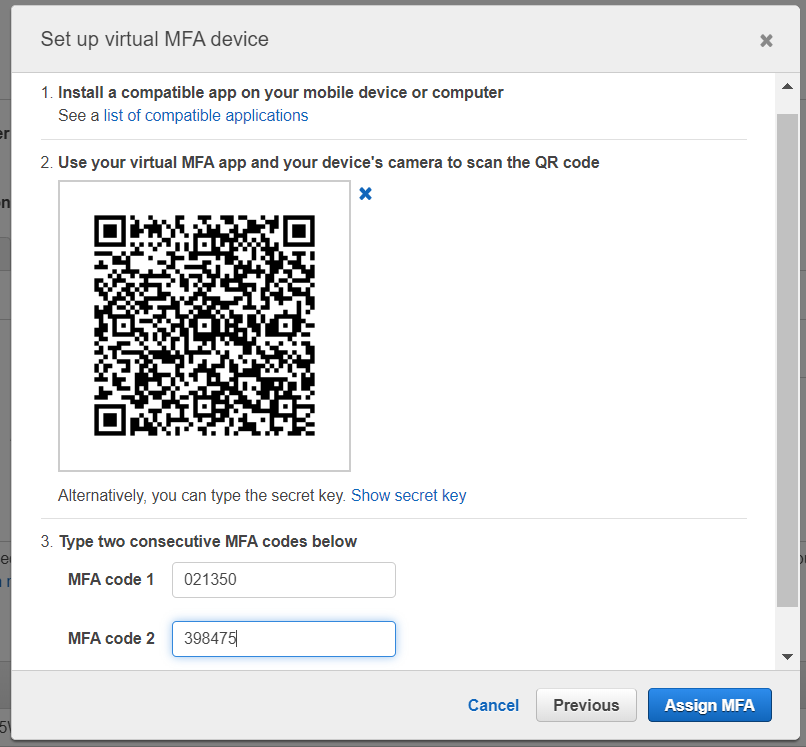 Set up virtual MFA device
1. Install a compatible app on your mobile device or computer
See a list of compatible applications
2. Use your virtual MFA app and your device's camera to scan the QR code
Alternatively, you can type the secret key. Show secret key
3. Type two consecutive MFA codes below
MFA code 1 021350
MFA code 2 398475
Cancel Previous Assign MFA